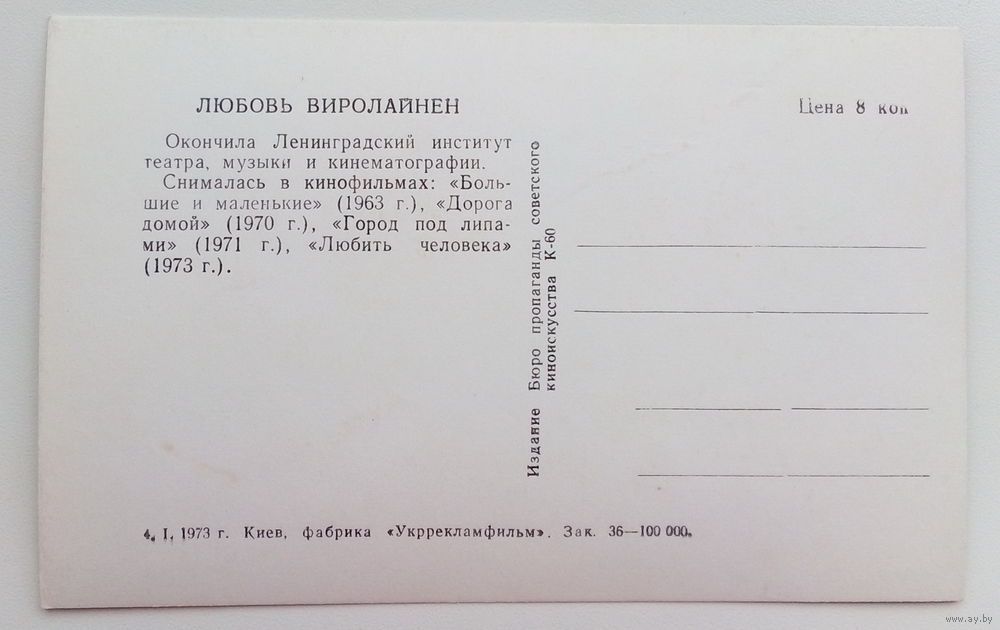 ЛЮБОВЬ ВИРОЛАЙНЕН
Окончила Ленинградский институт
театра, музыки и кинематографии.
Снималась в кинофильмах: «Боль-
шие и маленькие» (1963 г.), «Дорога
домой» (1970 г.), «Город под липа-
ми» (1971 г.), «Любить человека»
(1973 г.).
Издание Бюро пропаганды советского
киноискусства К-60
Цена 8 коп
4. I. 1973 г. Киев, фабрика «Укррекламфильм». Зак. 36—100 000.
www.ay.by